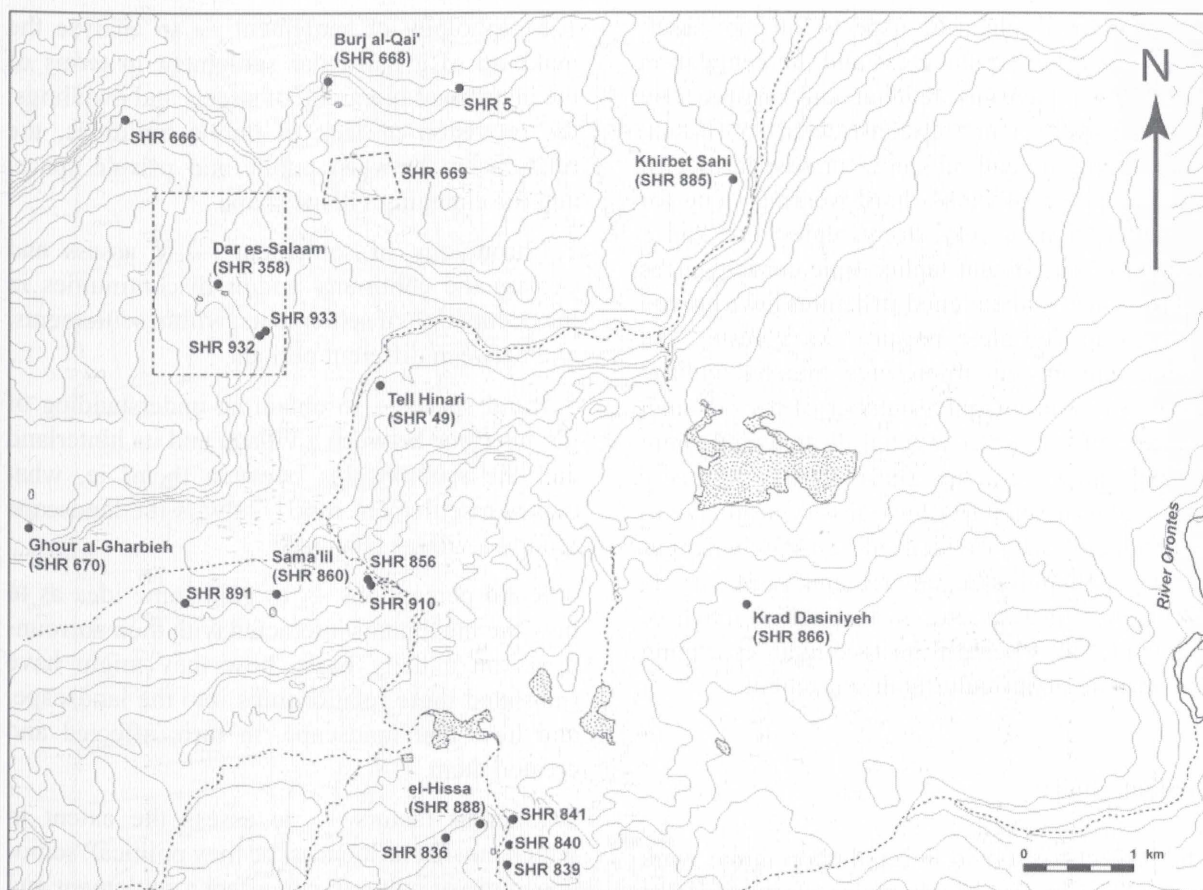 Burj al-Qai'
(SHR 668)
SHR 5
N
SHR 666
SHR 669
Khirbet Sahi
(SHR 885)
Dar es-Salaam
(SHR 358)
SHR 933
SHR 932
Tell Hinari
(SHR 49)
Ghour al-Gharbieh
(SHR 670)
Sama'lil
(SHR 860)
SHR 856
SHR 891
SHR 910
Krad Dasiniyeh
(SHR 866)
River Orontes
el-Hissa
(SHR 888)
SHR 841
SHR 836
SHR 840
SHR 839
0 1 km